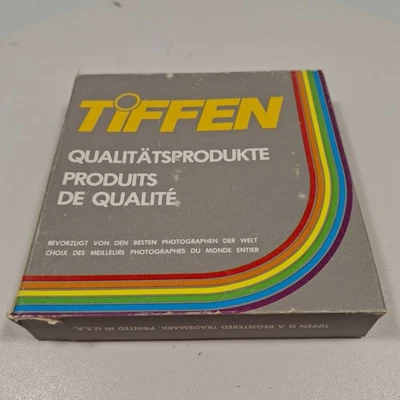 TiFFEN
QUALITÄTSPRODUKTE
PRODUITS
DE QUALITÉ
BEVORZUGT VON DEN BESTEN PHOTOGRAPHEN DER WELT
CHOIX DES MEILLEURS PHOTOGRAPHES DU MONDE ENTIER
TIFFEN IS A REGISTERED TRADEMARK, PRINTED IN U.S.A.